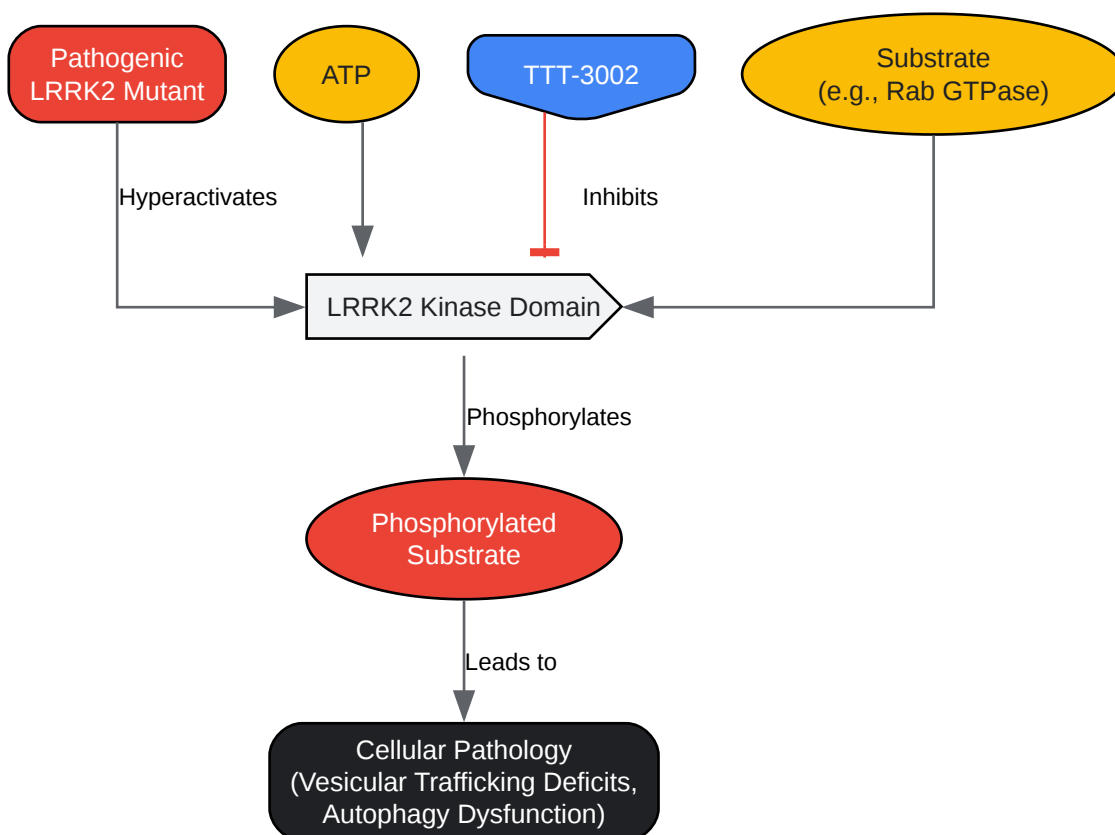 Pathogenic
LRRK2 Mutant
ATP
TTT-3002
Substrate
(e.g., Rab GTPase)
Hyperactivates
Inhibits
LRRK2 Kinase Domain
Phosphorylates
Phosphorylated
Substrate
Leads to
Cellular Pathology
(Vesicular Trafficking Deficits,
Autophagy Dysfunction)